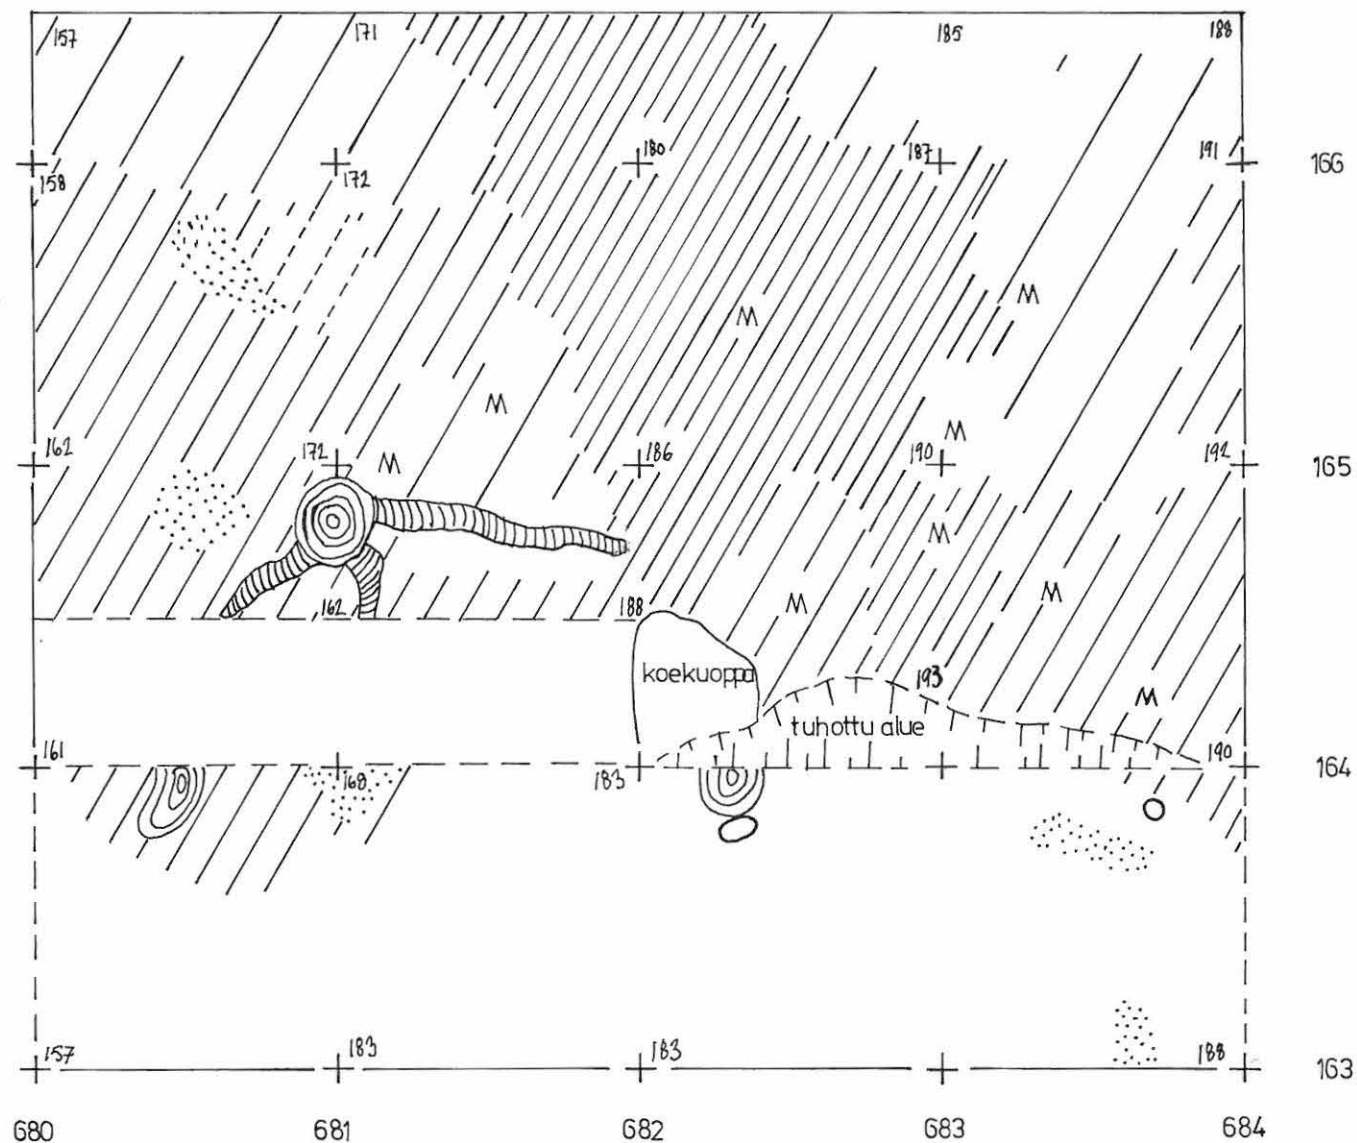 157 171 185 188
158 172 180 187 191 166
M M
M M
162 172 M 186 190 192 165
M
M M
162 188
koekuoppa 193
M
tuhottu alue
161 168 183 190 164
157 183 183 188 163
680 681 682 683 684